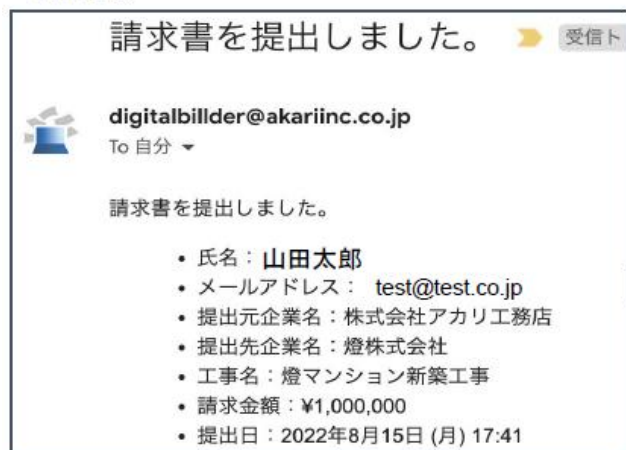 請求書を提出しました。
受信ト
digitalbillder@akariinc.co.jp
To 自分
請求書を提出しました。
• 氏名：山田太郎
• メールアドレス： test@test.co.jp
• 提出元企業名：株式会社アカリ工務店
• 提出先企業名：燈株式会社
• 工事名：燈マンション新築工事
• 請求金額：¥1,000,000
• 提出日：2022年8月15日 (月) 17:41